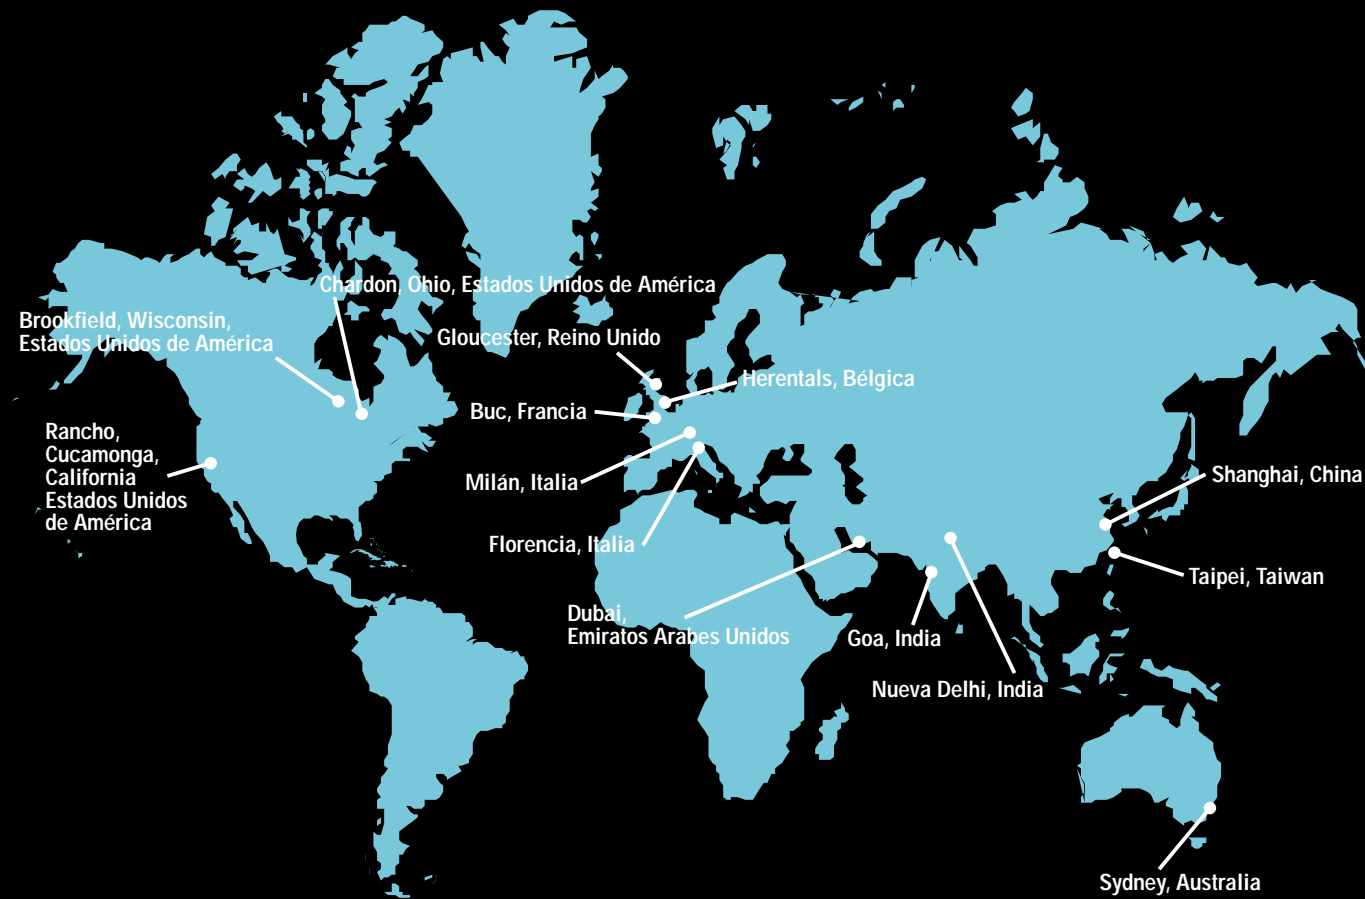 Chardon, Ohio, Estados Unidos de América
Brookfield, Wisconsin,
Estados Unidos de América
Gloucester, Reino Unido
Herentals, Bélgica
Buc, Francia
Rancho,
Cucamonga,
California
Estados Unidos
de América
Milán, Italia
Shanghai, China
Florencia, Italia
Taipei, Taiwan
Dubai,
Emiratos Arabes Unidos
Goa, India
Nueva Delhi, India
Sydney, Australia